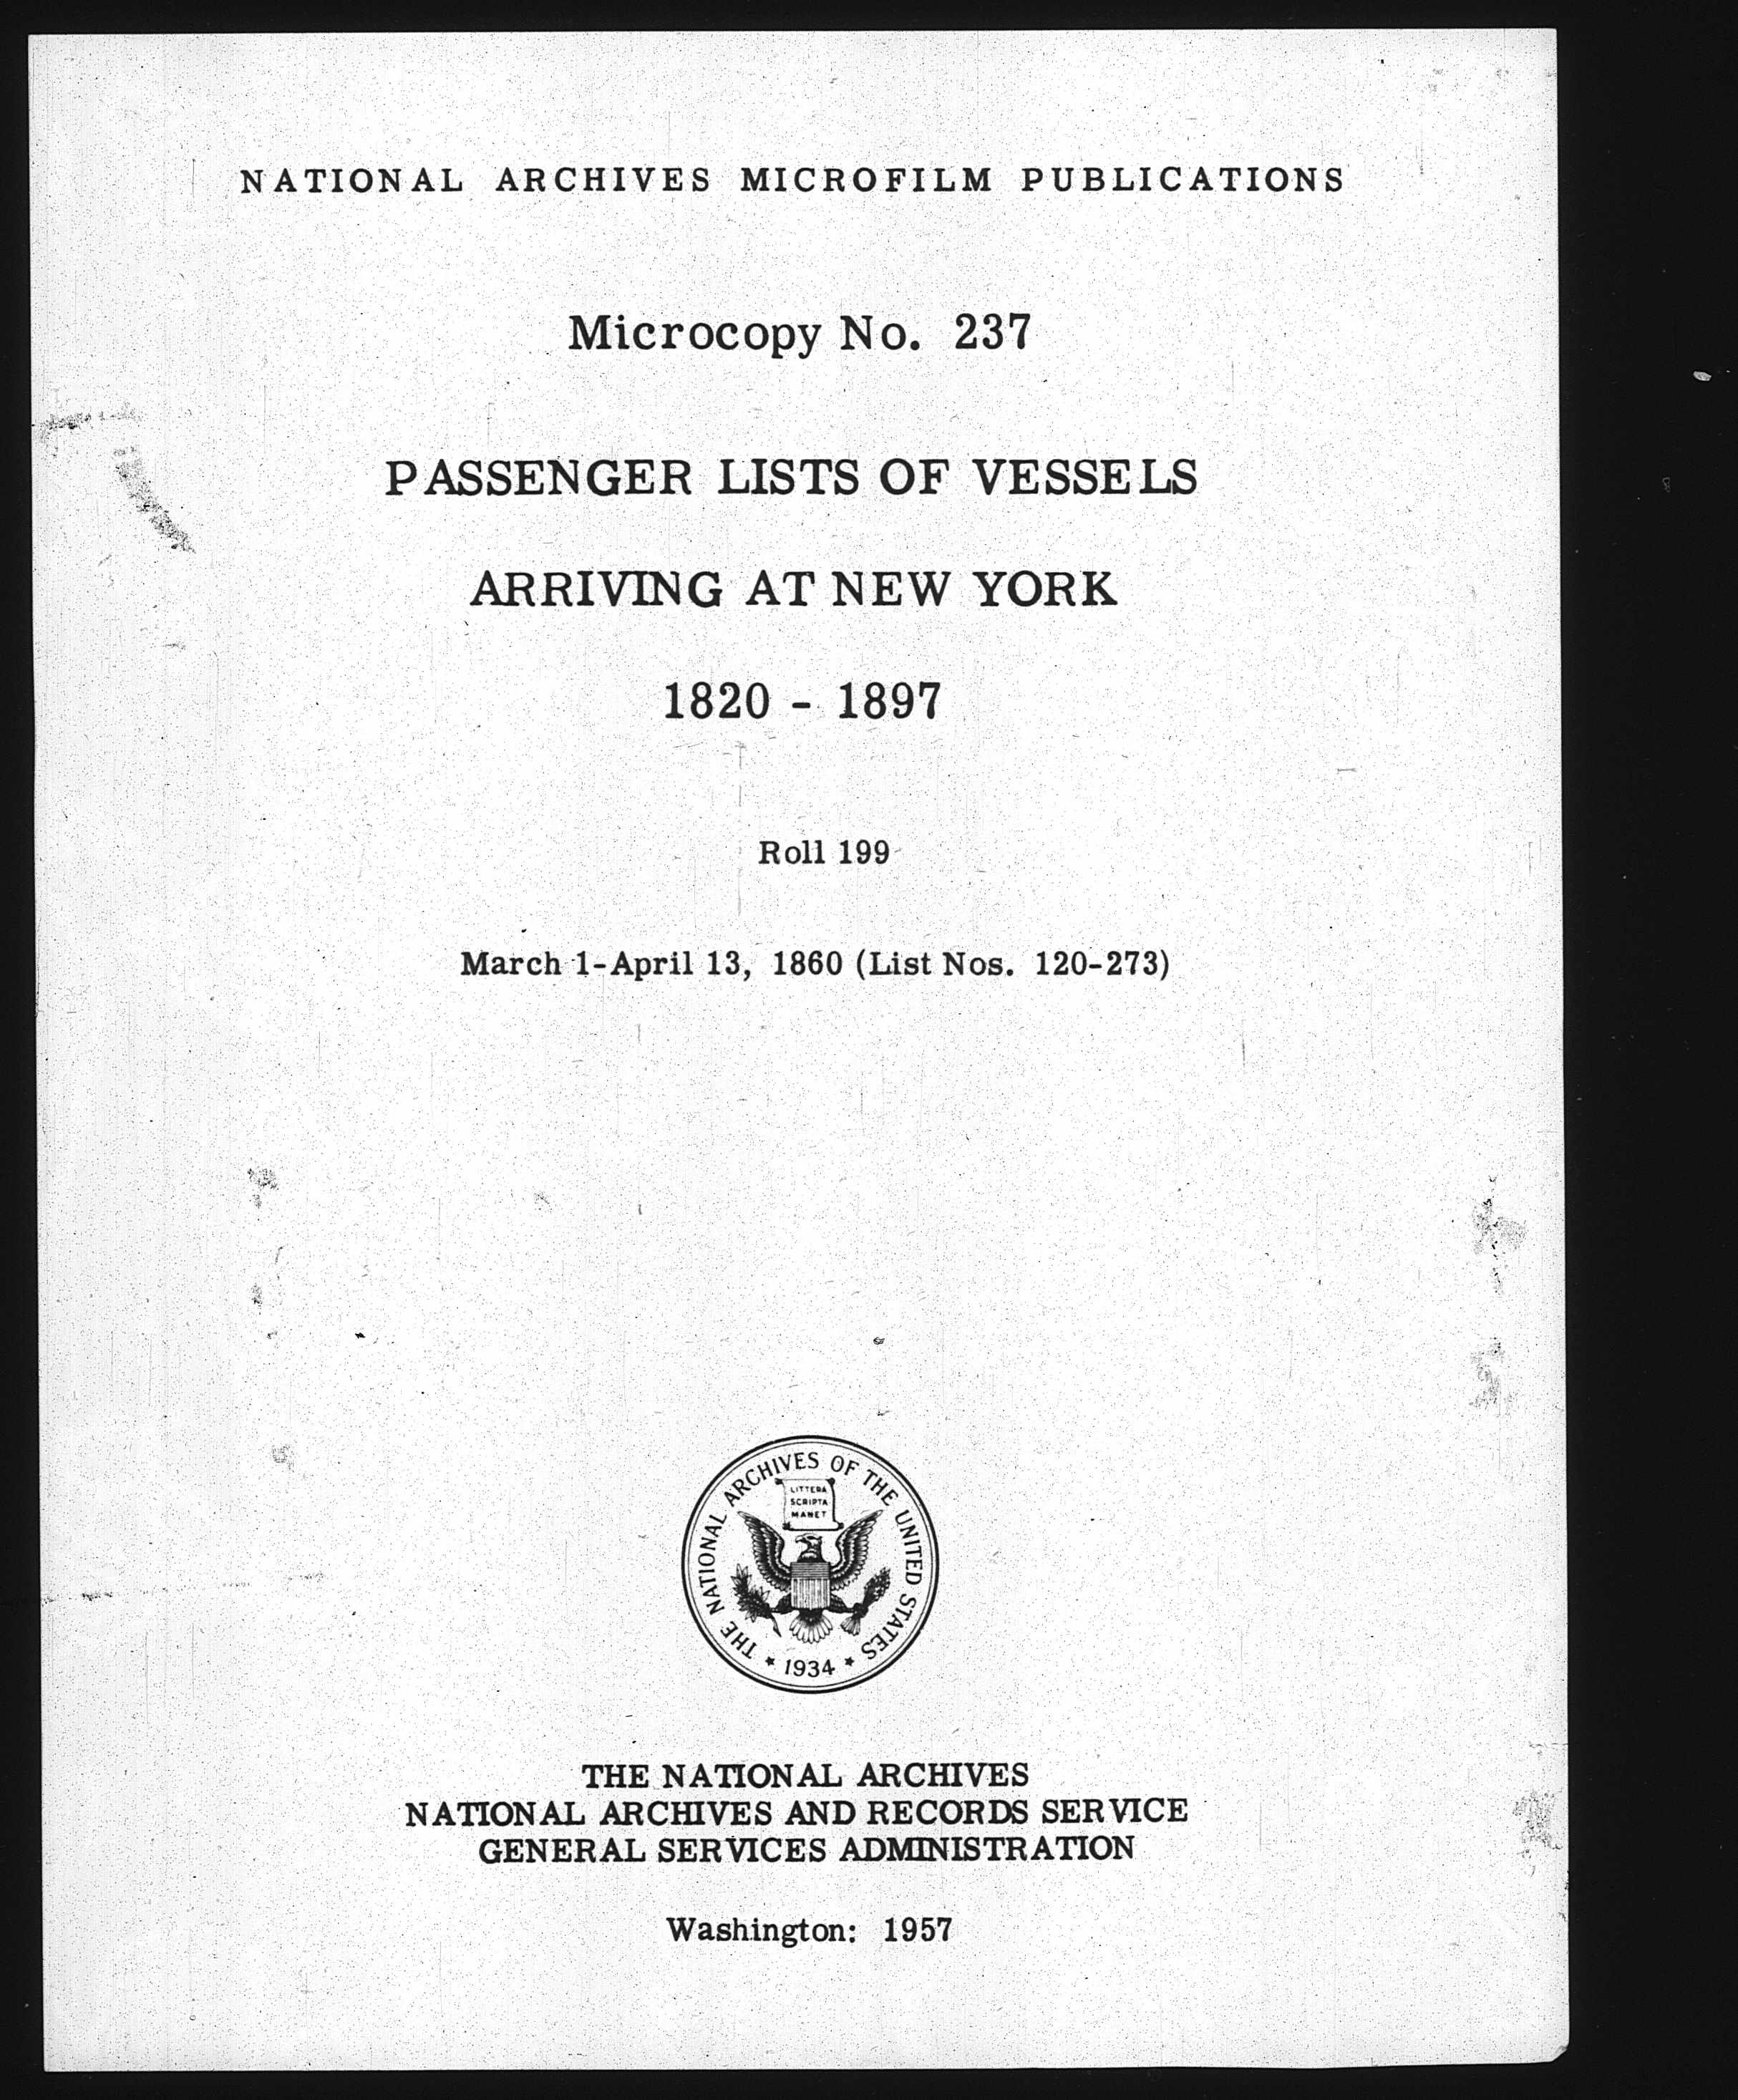 NATIONAL ARCHIVES MICROFILM PUBLICATIONS
Microcopy No. 237
PASSENGER LISTS OF VESSELS
ARRIVING AT NEW YORK
1820 - 1897
Roll 199
March 1-April 13, 1860 (List Nos. 120-273)
THE NATIONAL ARCHIVES OF THE UNITED STATES
LITTERA
SCRIPTA
MANET
★ 1934 ★
THE NATIONAL ARCHIVES
NATIONAL ARCHIVES AND RECORDS SERVICE
GENERAL SERVICES ADMINISTRATION
Washington: 1957